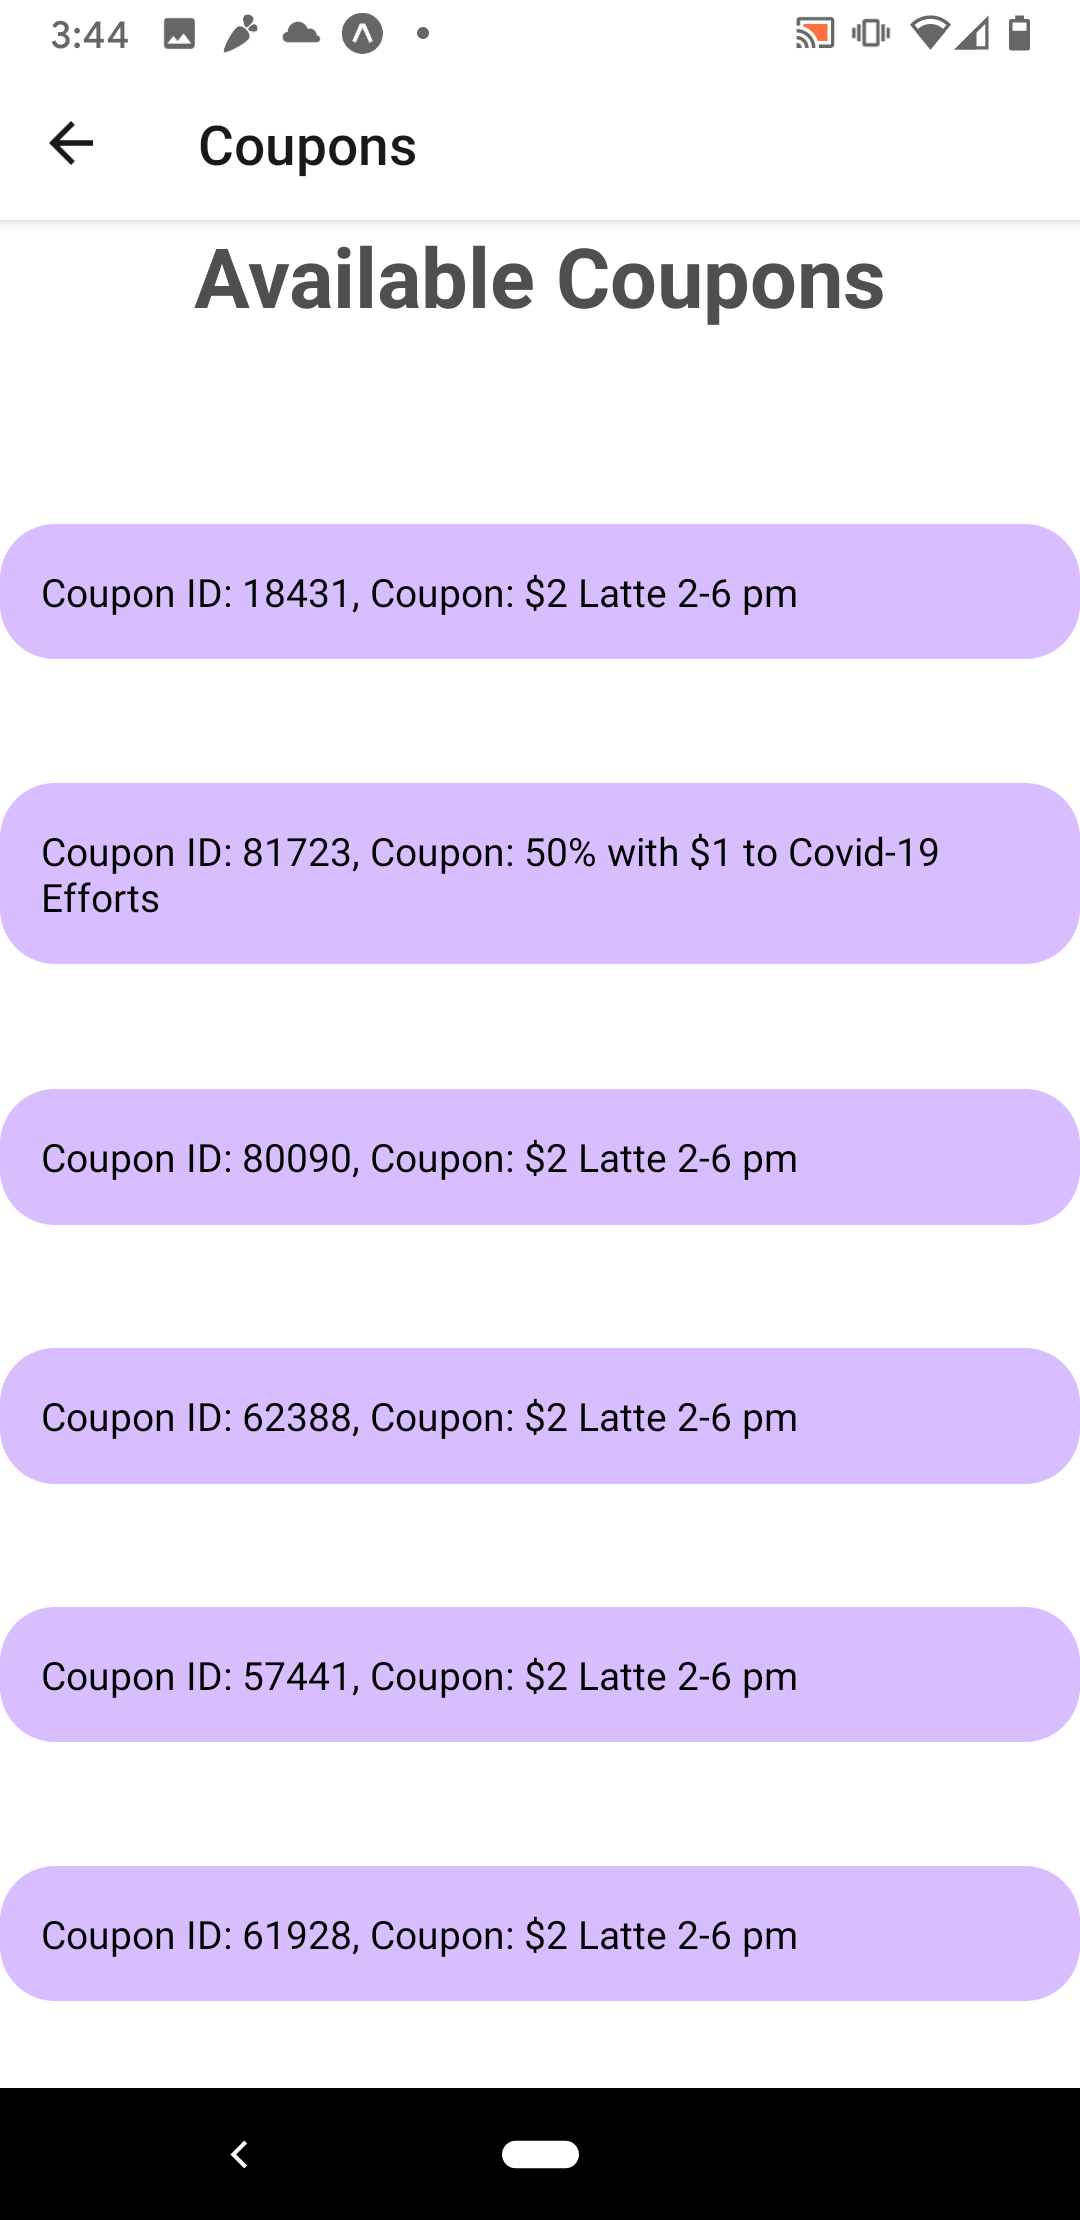 3:44
Coupons
Available Coupons
Coupon ID: 18431, Coupon: $2 Latte 2-6 pm
Coupon ID: 81723, Coupon: 50% with $1 to Covid-19
Efforts
Coupon ID: 80090, Coupon: $2 Latte 2-6 pm
Coupon ID: 62388, Coupon: $2 Latte 2-6 pm
Coupon ID: 57441, Coupon: $2 Latte 2-6 pm
Coupon ID: 61928, Coupon: $2 Latte 2-6 pm